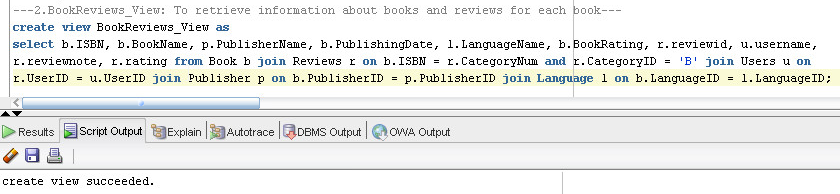 ---2.BookReviews_View: To retrieve information about books and reviews for each book---
create view BookReviews_View as
select b.ISBN, b.BookName, p.PublisherName, b.PublishingDate, l.LanguageName, b.BookRating, r.reviewid, u.username,
r.reviewnote, r.rating from Book b join Reviews r on b.ISBN = r.CategoryNum and r.CategoryID = 'B' join Users u on
r.UserID = u.UserID join Publisher p on b.PublisherID = p.PublisherID join Language l on b.LanguageID = l.LanguageID;
Results Script Output Explain Autotrace DBMS Output OWA Output
create view succeeded.